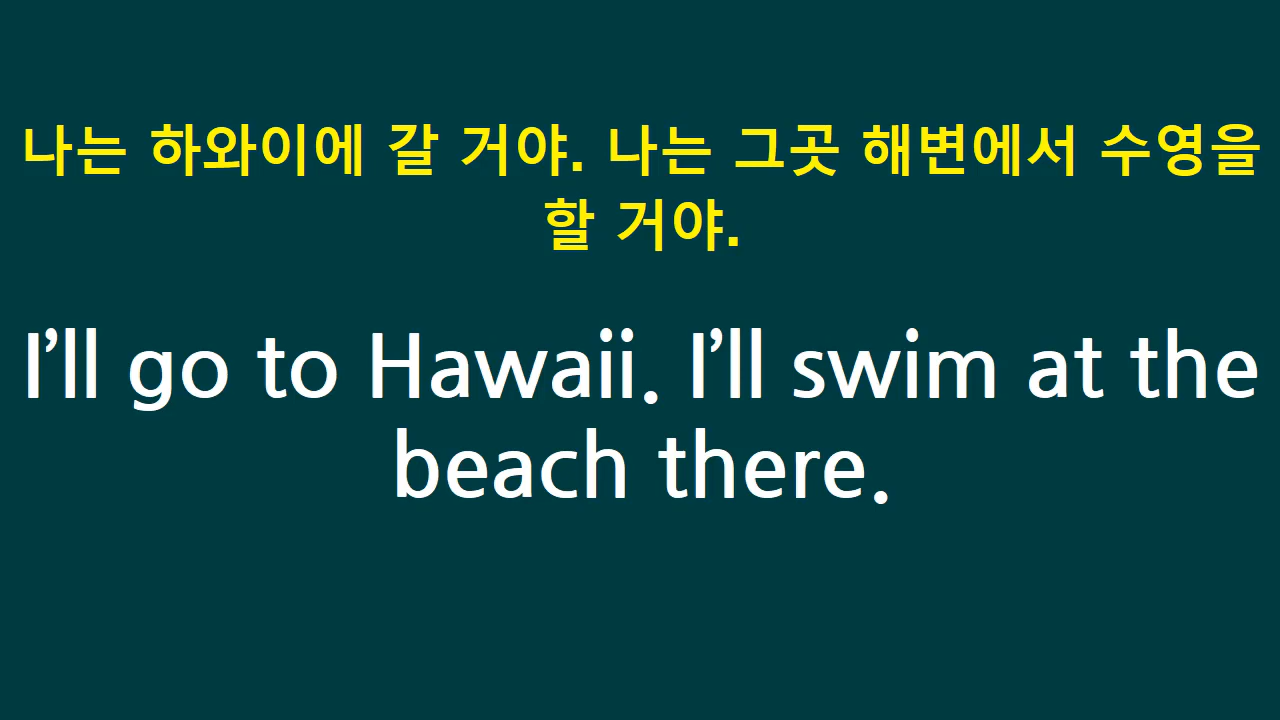 나는 하와이에 갈 거야. 나는 그곳 해변에서 수영을
할 거야.
I’ll go to Hawaii. I’ll swim at the
beach there.